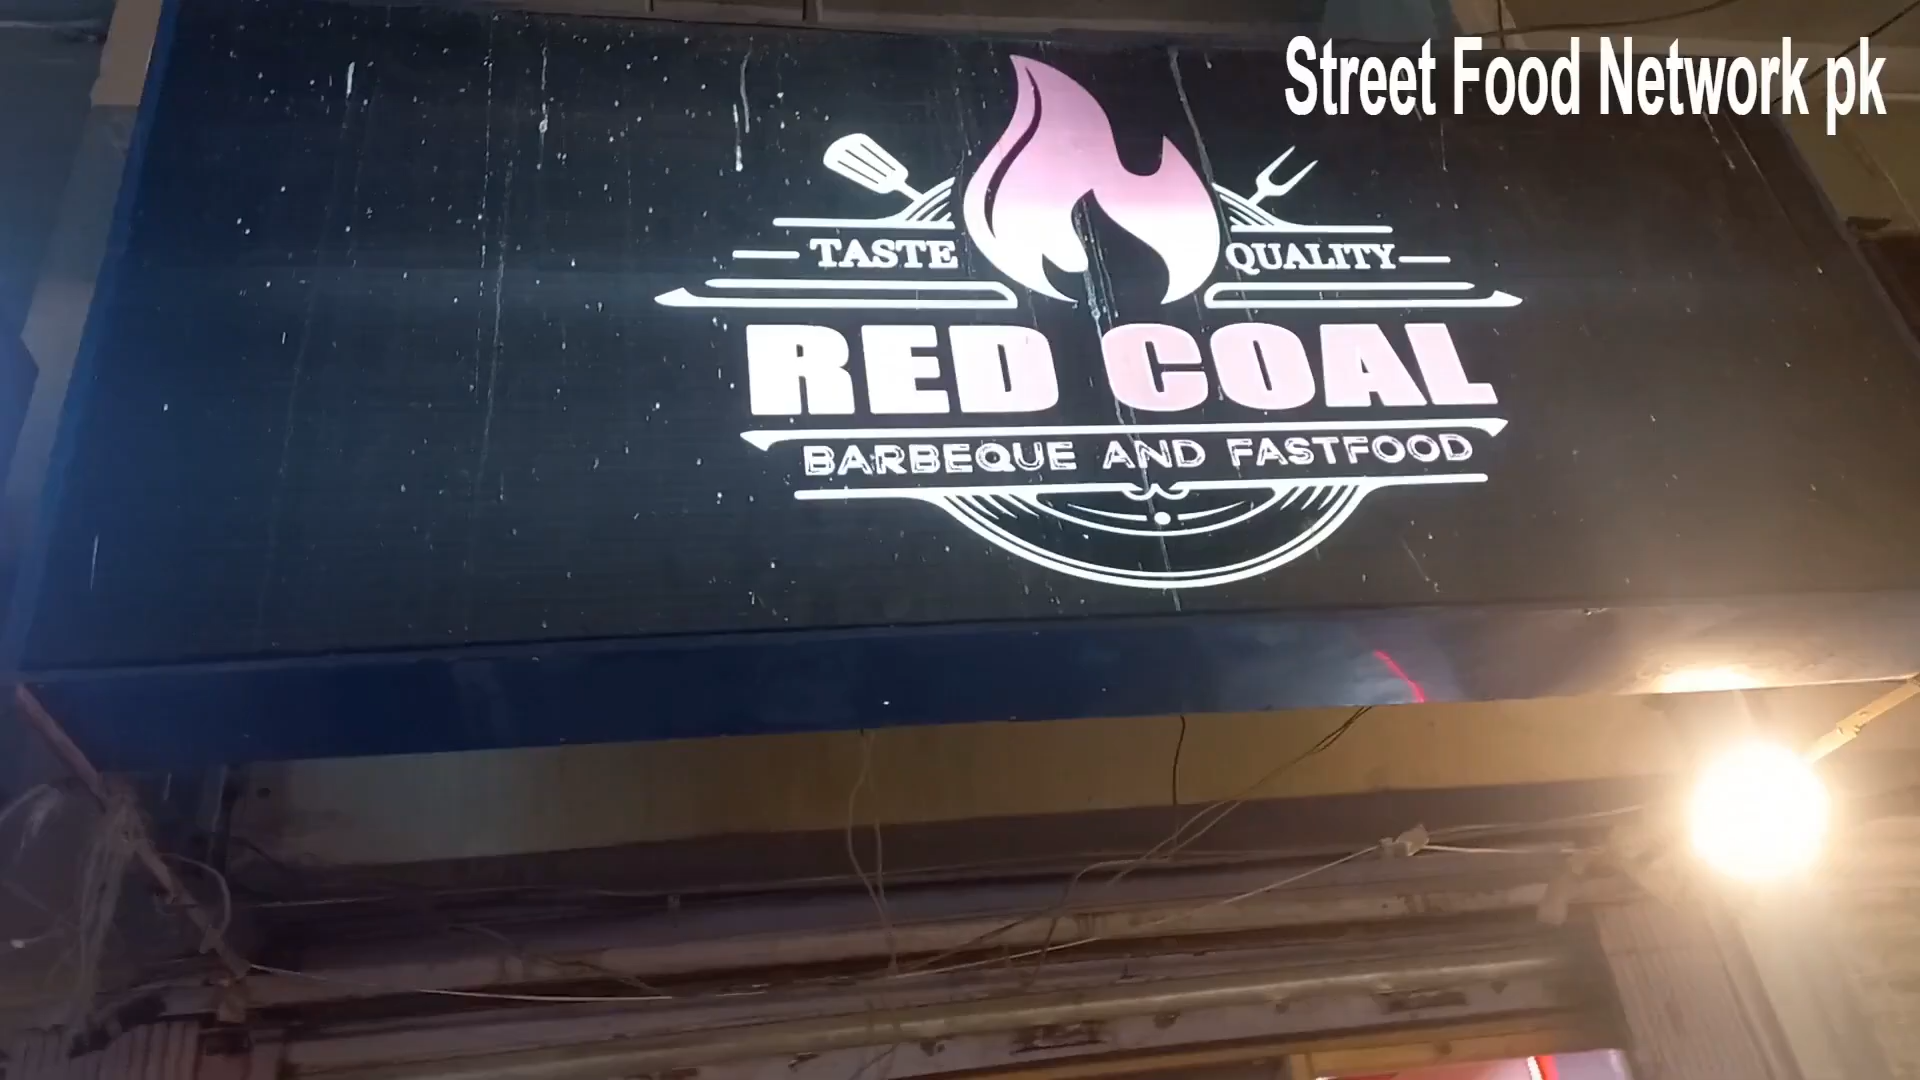 Street Food Network pk
TASTE QUALITY
RED COAL
BARBEQUE AND FASTFOOD